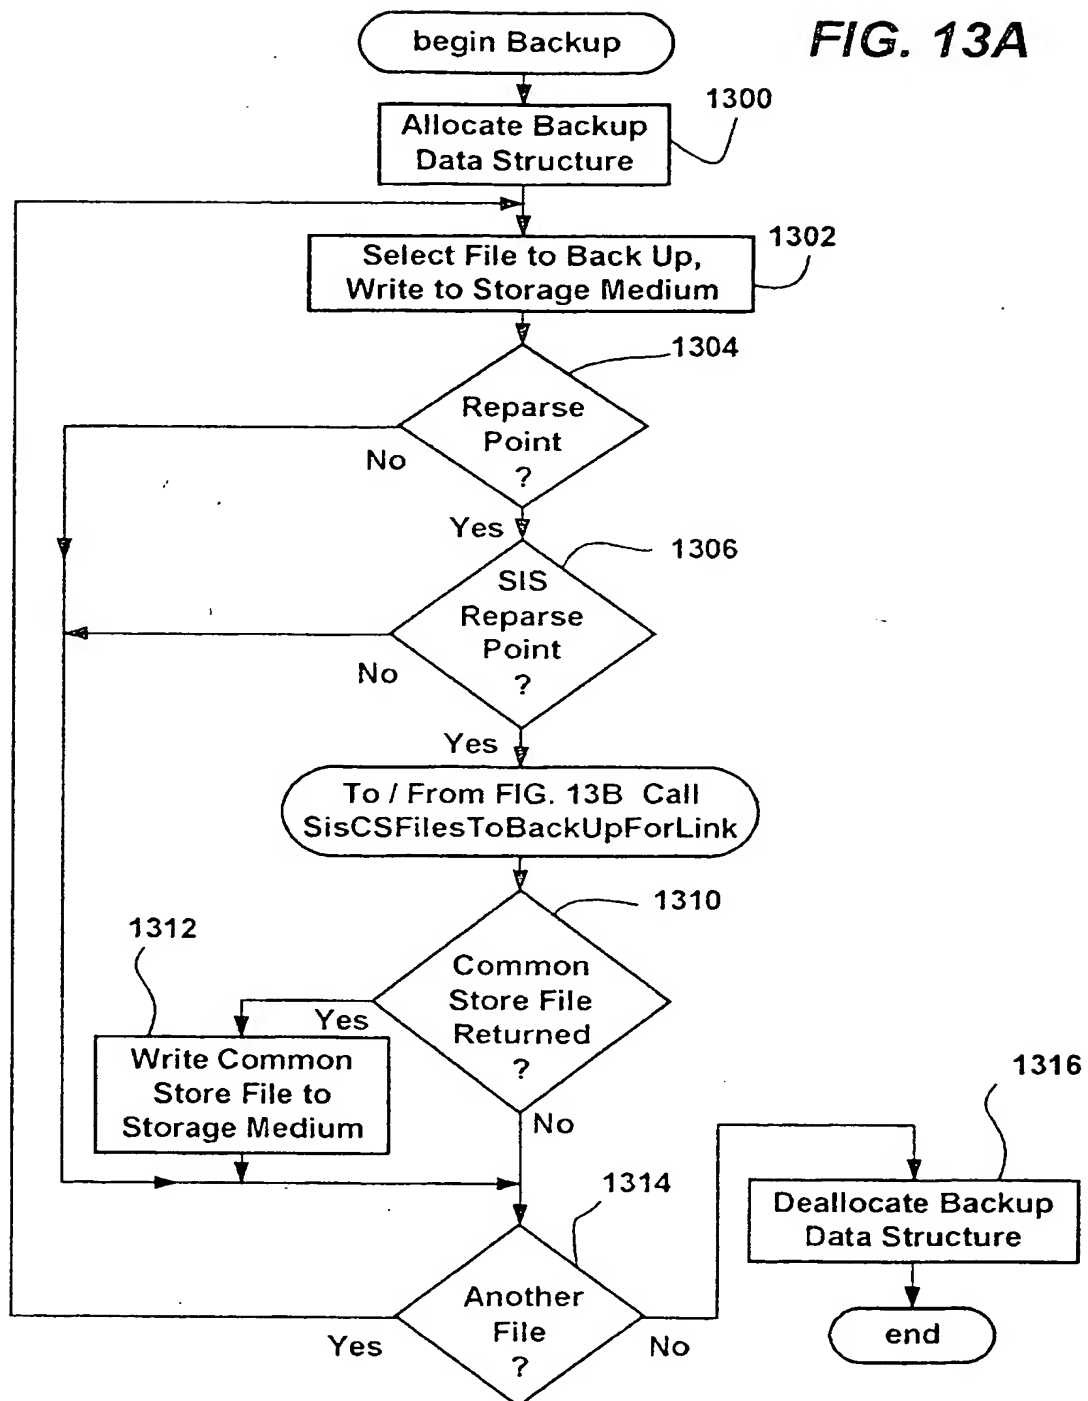 FIG. 13A
begin Backup
1300
Allocate Backup
Data Structure
1302
Select File to Back Up,
Write to Storage Medium
1304
Reparse
Point
?
No
Yes
1306
SIS
Reparse
Point
?
No
Yes
To / From FIG. 13B Call
SisCSFilesToBackUpForLink
1310
Common
Store File
Returned
?
1312
Yes
Write Common
Store File to
Storage Medium
No
1314
Another
File
?
Yes
No
1316
Deallocate Backup
Data Structure
end